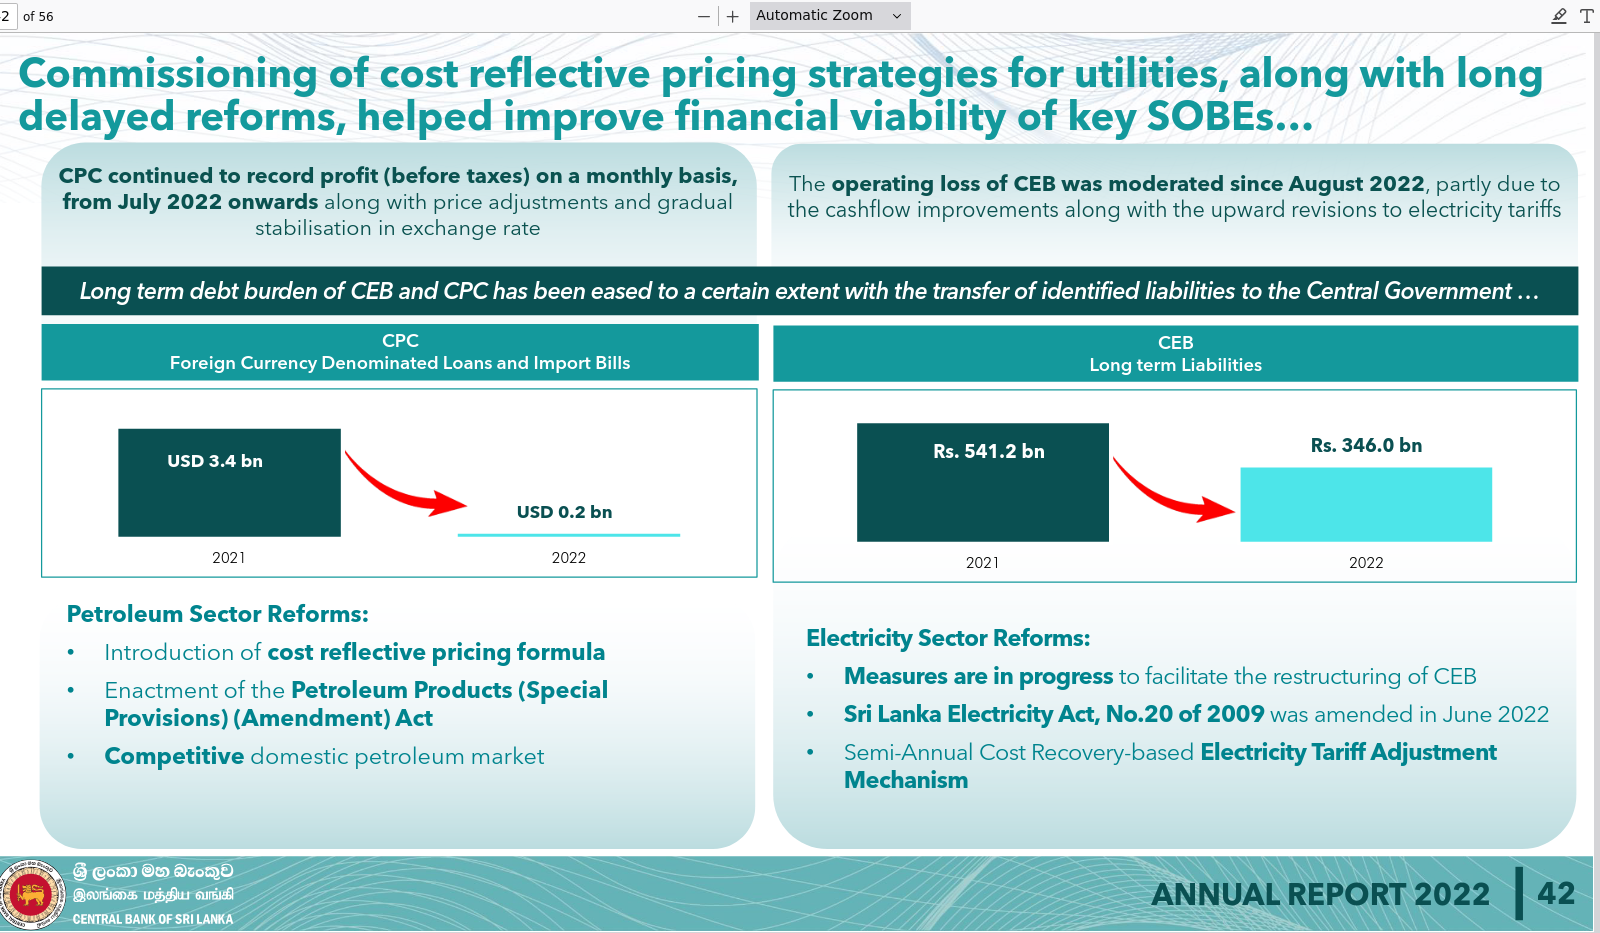 2 of 56
Automatic Zoom
Commissioning of cost reflective pricing strategies for utilities, along with long
delayed reforms, helped improve financial viability of key SOBEs...
CPC continued to record profit (before taxes) on a monthly basis,
from July 2022 onwards along with price adjustments and gradual
stabilisation in exchange rate
The operating loss of CEB was moderated since August 2022, partly due to
the cashflow improvements along with the upward revisions to electricity tariffs
Long term debt burden of CEB and CPC has been eased to a certain extent with the transfer of identified liabilities to the Central Government ...
CPC
Foreign Currency Denominated Loans and Import Bills
USD 3.4 bn
USD 0.2 bn
2021
2022
CEB
Long term Liabilities
Rs. 541.2 bn
Rs. 346.0 bn
2021
2022
Petroleum Sector Reforms:
• Introduction of cost reflective pricing formula
• Enactment of the Petroleum Products (Special
Provisions) (Amendment) Act
• Competitive domestic petroleum market
Electricity Sector Reforms:
• Measures are in progress to facilitate the restructuring of CEB
• Sri Lanka Electricity Act, No.20 of 2009 was amended in June 2022
• Semi-Annual Cost Recovery-based Electricity Tariff Adjustment
Mechanism
ශ්‍රී ලංකා මහ බැංකුව
இலங்கை மத்திய வங்கி
CENTRAL BANK OF SRI LANKA
ANNUAL REPORT 2022
42